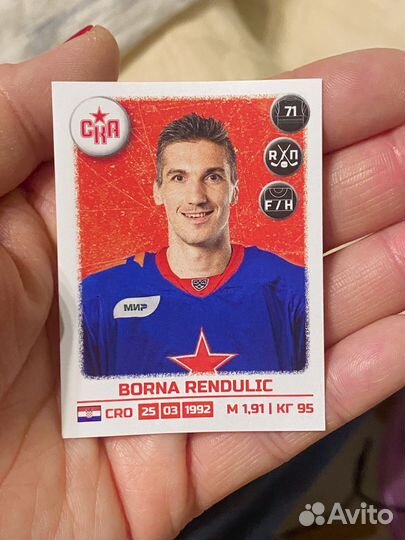 СКА
71
R Х П
F/H
МИР
BORNA RENDULIC
CRO 25 03 1992 М 1,91 | КГ 95
Avito